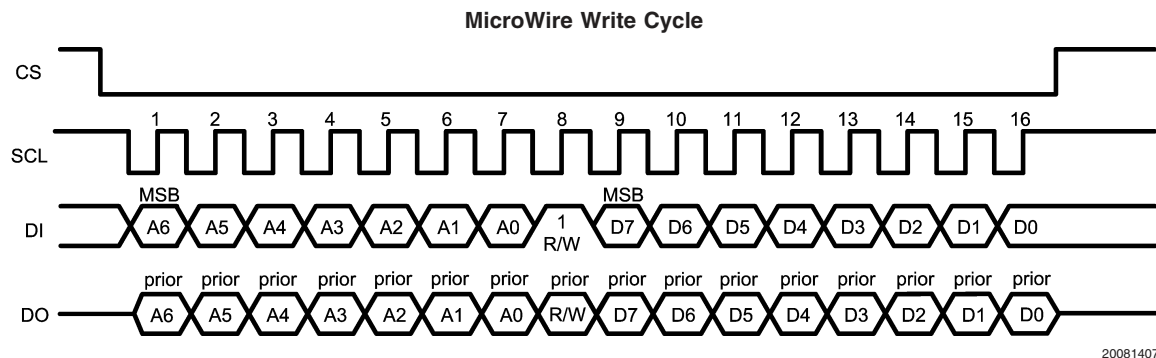 MicroWire Write Cycle
CS
1 2 3 4 5 6 7 8 9 10 11 12 13 14 15 16
SCL
MSB MSB
DI A6 A5 A4 A3 A2 A1 A0 1 R/W D7 D6 D5 D4 D3 D2 D1 D0
prior prior prior prior prior prior prior prior prior prior prior prior prior prior prior prior
DO A6 A5 A4 A3 A2 A1 A0 R/W D7 D6 D5 D4 D3 D2 D1 D0
20081407